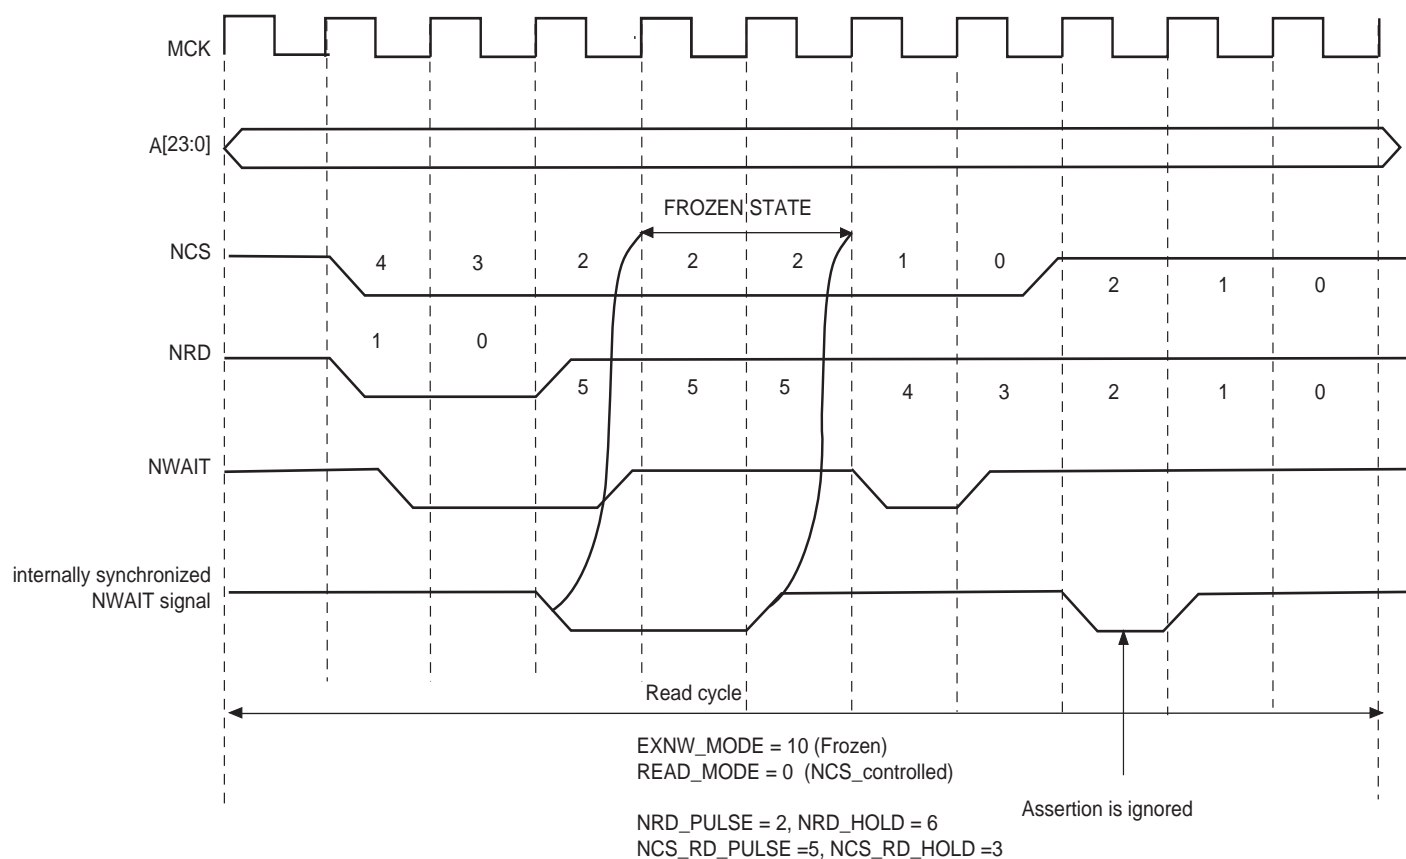 MCK
A[23:0]
FROZEN STATE
NCS
4 3 2 2 2 1 0
2 1 0
1 0
NRD
5 5 5 4 3 2 1 0
NWAIT
internally synchronized
NWAIT signal
Read cycle
EXNW_MODE = 10 (Frozen)
READ_MODE = 0 (NCS_controlled)
Assertion is ignored
NRD_PULSE = 2, NRD_HOLD = 6
NCS_RD_PULSE =5, NCS_RD_HOLD =3